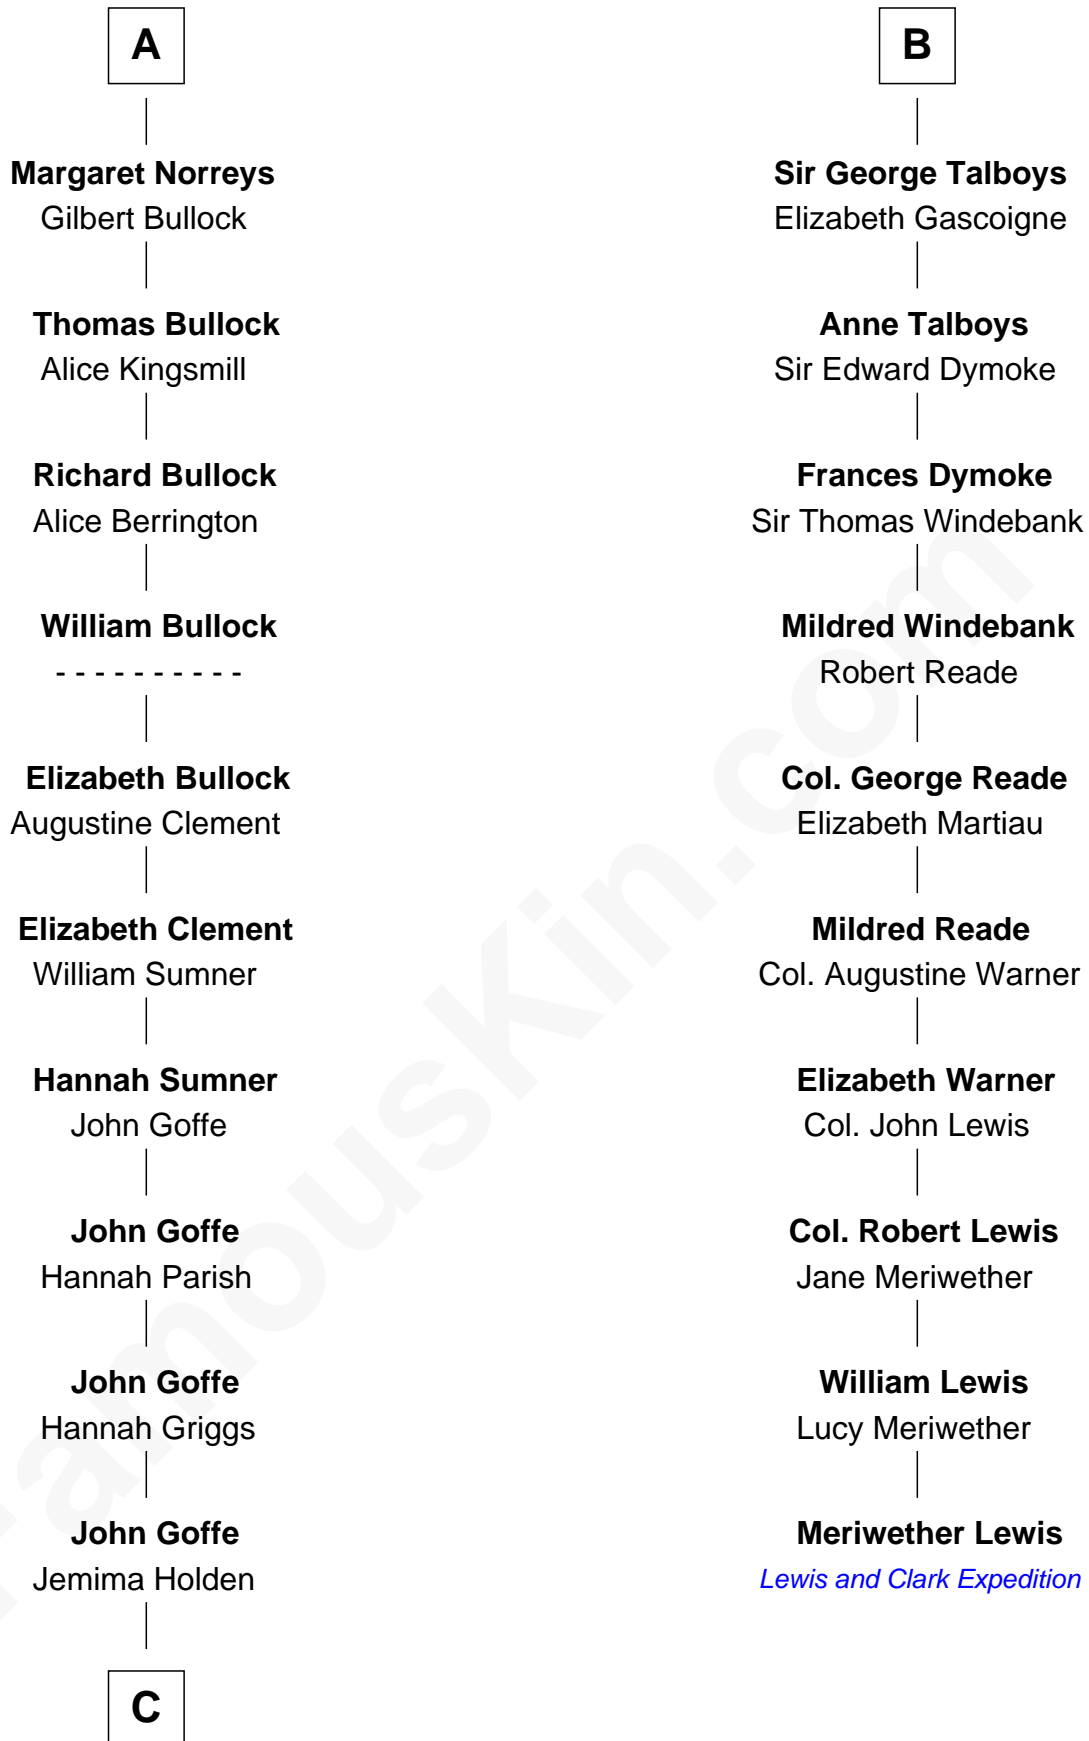 A
Margaret Norreys
Gilbert Bullock
Thomas Bullock
Alice Kingsmill
Richard Bullock
Alice Berrington
William Bullock
- - - - - - - - - -
Elizabeth Bullock
Augustine Clement
Elizabeth Clement
William Sumner
Hannah Sumner
John Goffe
John Goffe
Hannah Parish
John Goffe
Hannah Griggs
John Goffe
Jemima Holden
C
B
Sir George Talboys
Elizabeth Gascoigne
Anne Talboys
Sir Edward Dymoke
Frances Dymoke
Sir Thomas Windebank
Mildred Windebank
Robert Reade
Col. George Reade
Elizabeth Martiau
Mildred Reade
Col. Augustine Warner
Elizabeth Warner
Col. John Lewis
Col. Robert Lewis
Jane Meriwether
William Lewis
Lucy Meriwether
Meriwether Lewis
Lewis and Clark Expedition
FamousKin.com